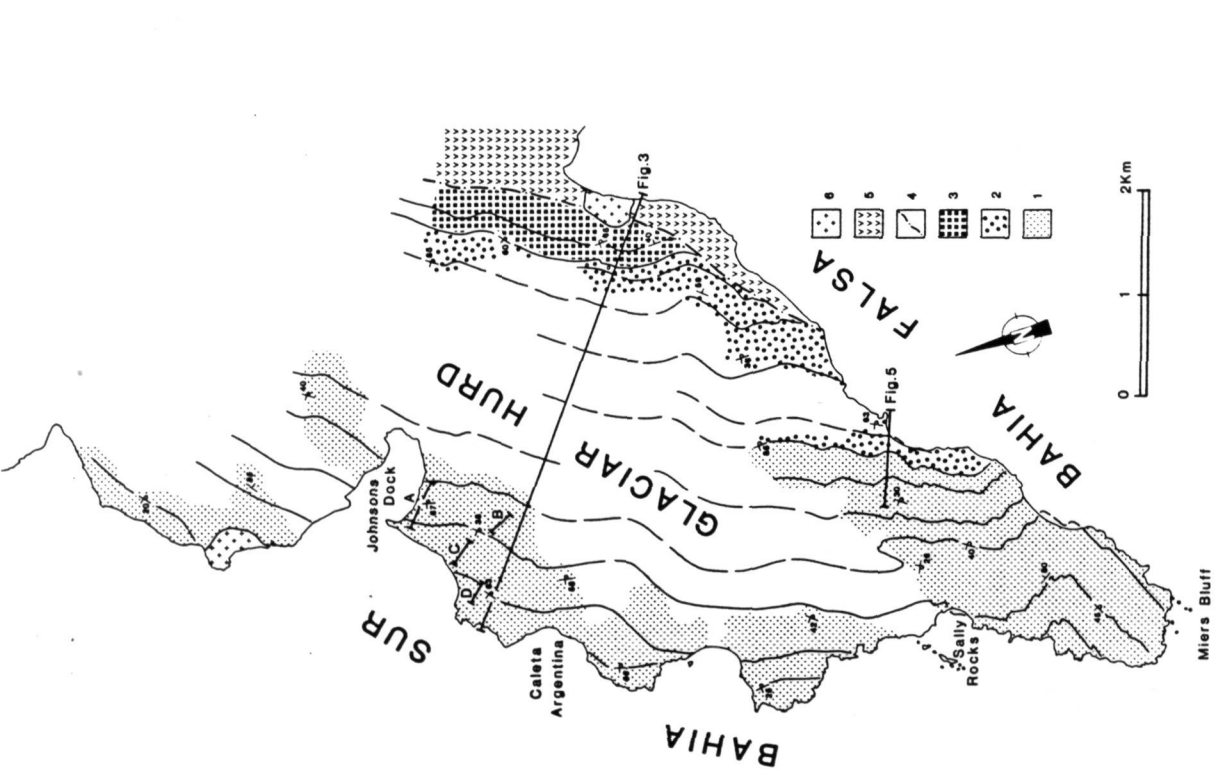 Johnsons
Dock
A
B
C
D
Fig.3
Fig.5
HURD
GLACIAR
BAHIA
SUR
BAHIA
FALSA
Caleta
Argentina
Sally
Rocks
Miers Bluff
N
6
5
4
3
2
1
0
1
2Km